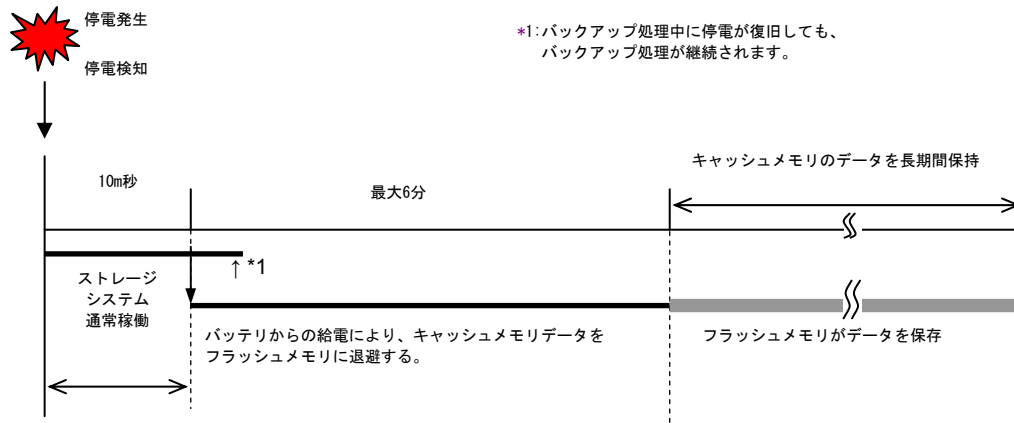 停電発生
停電検知
*1:バックアップ処理中に停電が復旧しても、
バックアップ処理が継続されます。
キャッシュメモリのデータを長期間保持
10m秒
最大6分
↑ *1
ストレージ
システム
通常稼働
バッテリからの給電により、キャッシュメモリデータを
フラッシュメモリに退避する。
フラッシュメモリがデータを保存